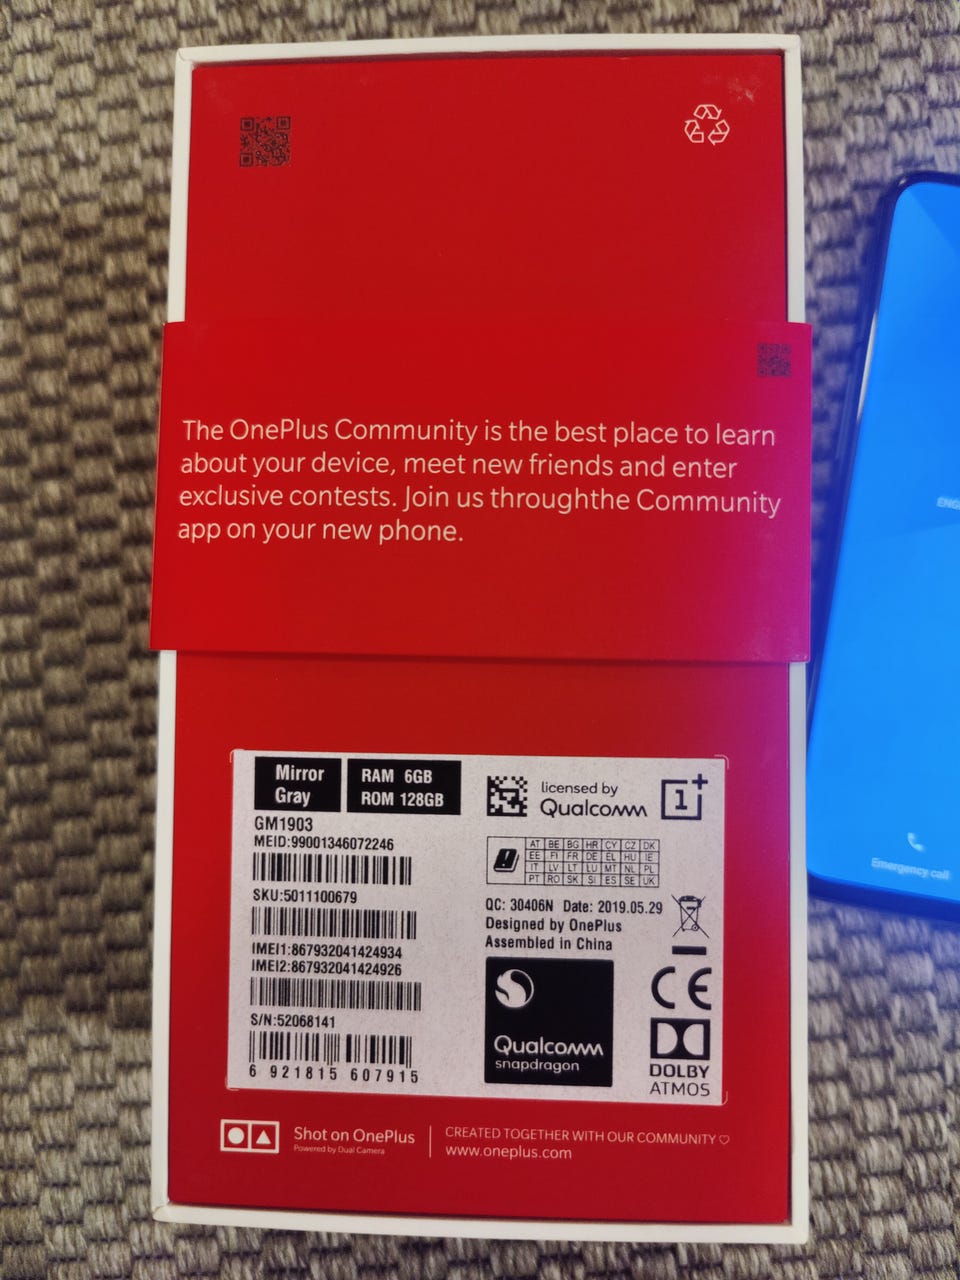 The OnePlus Community is the best place to learn
about your device, meet new friends and enter
exclusive contests. Join us throughthe Community
app on your new phone.
Mirror
Gray
RAM 6GB
ROM 128GB
GM1903
MEID:99001346072246
SKU:5011100679
IMEI1:867932041424934
IMEI2:867932041424926
S/N:52068141
6 921815 607915
licensed by
Qualcomm
1+
AT BE BG HR CY CZ DK
EE FI FR DE EL HU IE
IT LV LT LU MT NL PL
PT RO SK SI ES SE UK
QC: 30406N Date: 2019.05.29
Designed by OnePlus
Assembled in China
Qualcomm
snapdragon
CE
DOLBY
ATMOS
Shot on OnePlus
Powered by Dual Camera
CREATED TOGETHER WITH OUR COMMUNITY♡
www.oneplus.com
Emergency call